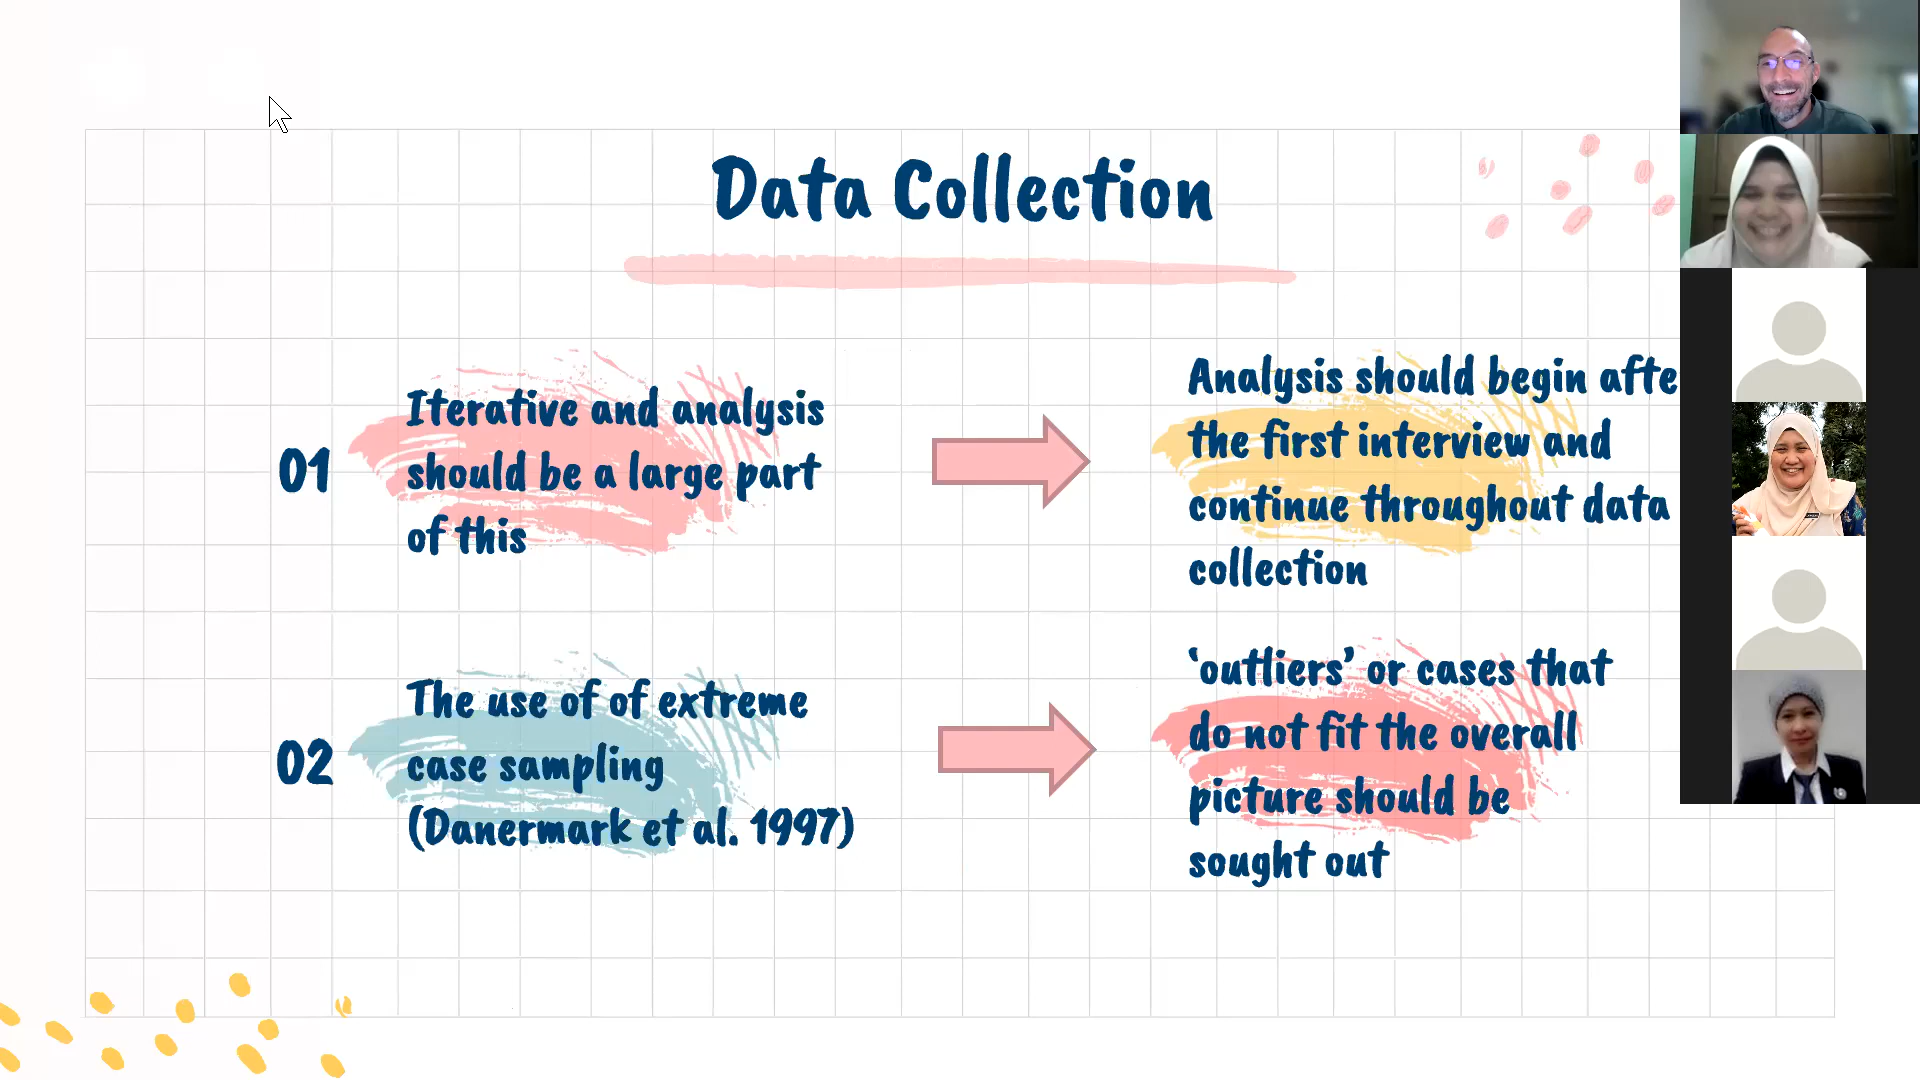 Data Collection
01
Iterative and analysis
should be a large part
of this
Analysis should begin afte
the first interview and
continue throughout data
collection
02
The use of of extreme
case sampling
(Danermark et al. 1997)
‘outliers’ or cases that
do not fit the overall
picture should be
sought out